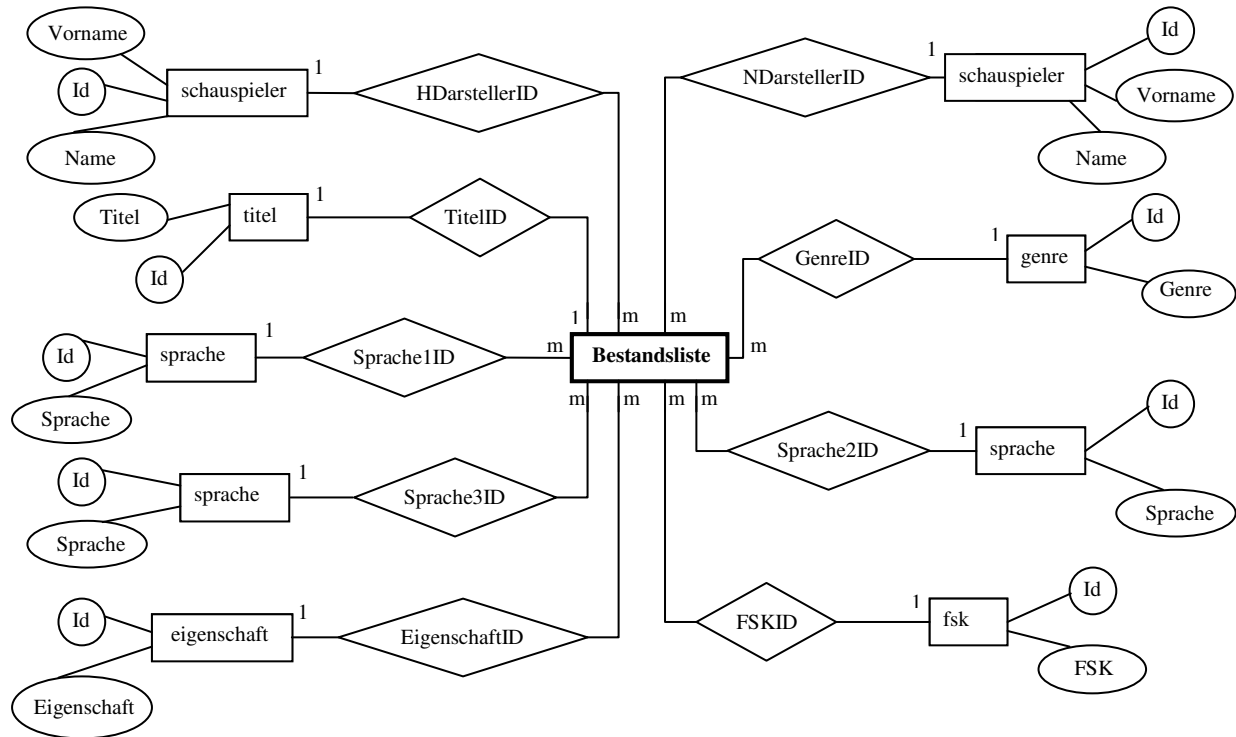 Vorname
Id
schauspieler
1
HDarstellerID
Name
NDarstellerID
1
schauspieler
Id
Vorname
Name
Titel
titel
1
TitelID
Id
GenreID
1
genre
Id
Genre
1
m
m
m
Id
sprache
1
Sprache1ID
m
Bestandsliste
Sprache
m
m
m
m
Id
sprache
1
Sprache3ID
Sprache
Sprache2ID
1
sprache
Id
Sprache
Id
eigenschaft
1
EigenschaftID
Eigenschaft
FSKID
1
fsk
Id
FSK